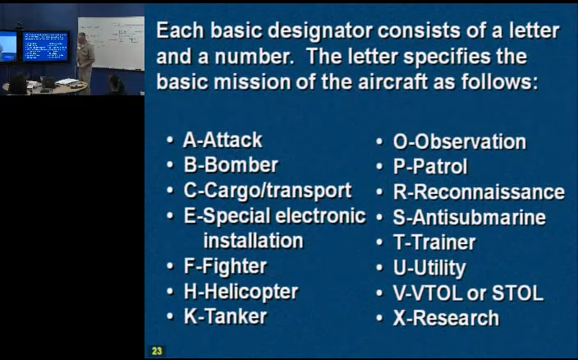 Each basic designator consists of a letter
and a number. The letter specifies the
basic mission of the aircraft as follows:
• A-Attack
• B-Bomber
• C-Cargo/transport
• E-Special electronic
installation
• F-Fighter
• H-Helicopter
• K-Tanker
• O-Observation
• P-Patrol
• R-Reconnaissance
• S-Antisubmarine
• T-Trainer
• U-Utility
• V-VTOL or STOL
• X-Research
23